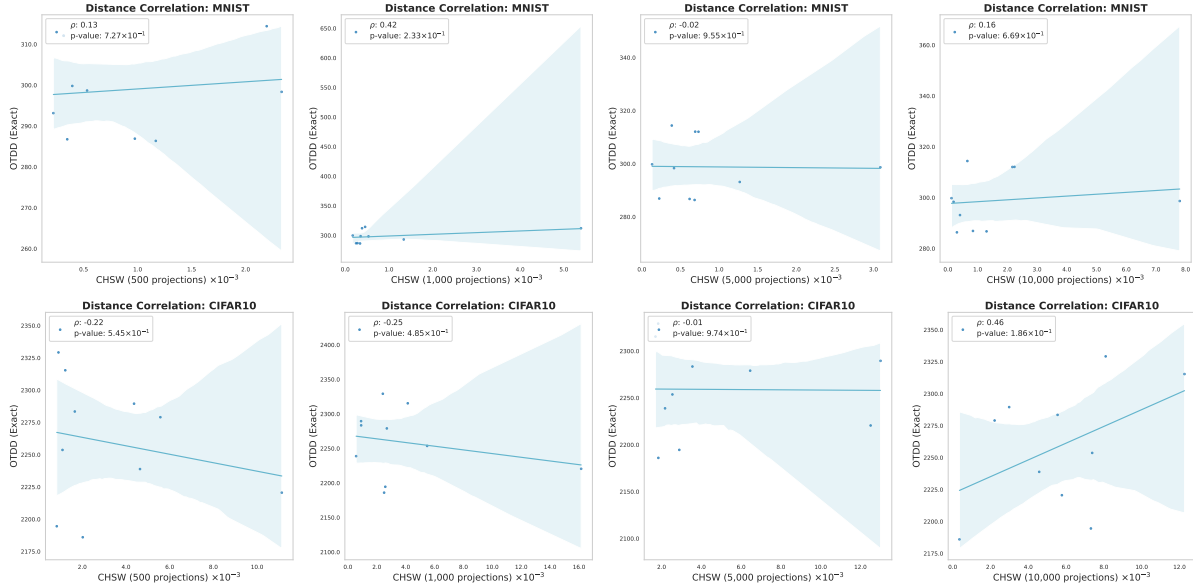 Distance Correlation: MNIST
ρ: 0.13
p-value: 7.27×10⁻¹
OTDD (Exact)
310.0
300.0
290.0
280.0
270.0
260.0
0.5
1.0
1.5
2.0
CHSW (500 projections) ×10⁻³
Distance Correlation: MNIST
ρ: 0.42
p-value: 2.33×10⁻¹
OTDD (Exact)
650.0
600.0
550.0
500.0
450.0
400.0
350.0
300.0
0.0
1.0
2.0
3.0
4.0
5.0
CHSW (1,000 projections) ×10⁻³
Distance Correlation: MNIST
ρ: -0.02
p-value: 9.55×10⁻¹
OTDD (Exact)
340.0
320.0
300.0
280.0
0.0
0.5
1.0
1.5
2.0
2.5
3.0
CHSW (5,000 projections) ×10⁻³
Distance Correlation: MNIST
ρ: 0.16
p-value: 6.69×10⁻¹
OTDD (Exact)
360.0
340.0
320.0
300.0
280.0
0.0
1.0
2.0
3.0
4.0
5.0
6.0
7.0
8.0
CHSW (10,000 projections) ×10⁻³
Distance Correlation: CIFAR10
ρ: -0.22
p-value: 5.45×10⁻¹
OTDD (Exact)
2350.0
2325.0
2300.0
2275.0
2250.0
2225.0
2200.0
2175.0
2.0
4.0
6.0
8.0
10.0
CHSW (500 projections) ×10⁻³
Distance Correlation: CIFAR10
ρ: -0.25
p-value: 4.85×10⁻¹
OTDD (Exact)
2400.0
2350.0
2300.0
2250.0
2200.0
2150.0
2100.0
0.0
2.0
4.0
6.0
8.0
10.0
12.0
14.0
16.0
CHSW (1,000 projections) ×10⁻³
Distance Correlation: CIFAR10
ρ: -0.01
p-value: 9.74×10⁻¹
OTDD (Exact)
2300.0
2250.0
2200.0
2150.0
2100.0
2.0
4.0
6.0
8.0
10.0
12.0
CHSW (5,000 projections) ×10⁻³
Distance Correlation: CIFAR10
ρ: 0.46
p-value: 1.86×10⁻¹
OTDD (Exact)
2350.0
2325.0
2300.0
2275.0
2250.0
2225.0
2200.0
2175.0
0.0
2.0
4.0
6.0
8.0
10.0
12.0
CHSW (10,000 projections) ×10⁻³